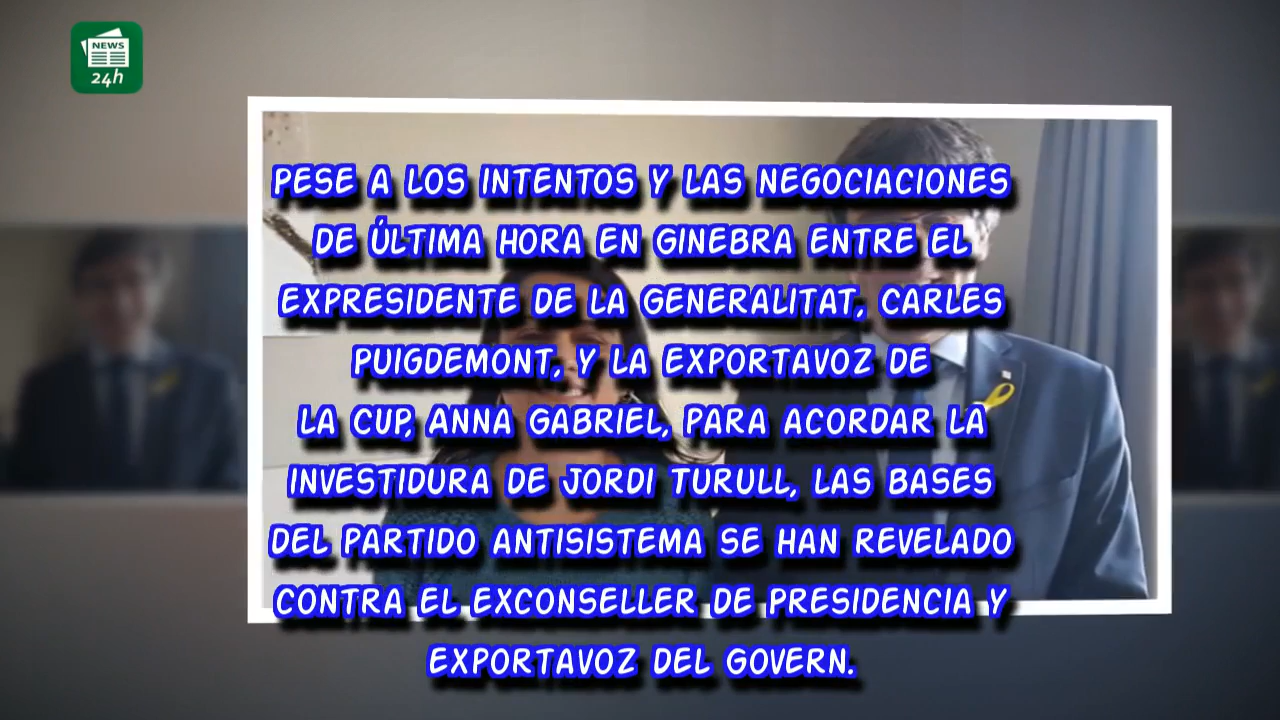 NEWS
24h
PESE A LOS INTENTOS Y LAS NEGOCIACIONES
DE ÚLTIMA HORA EN GINEBRA ENTRE EL
EXPRESIDENTE DE LA GENERALITAT, CARLES
PUIGDEMONT, Y LA EXPORTAVOZ DE
LA CUP, ANNA GABRIEL, PARA ACORDAR LA
INVESTIDURA DE JORDI TURULL, LAS BASES
DEL PARTIDO ANTISISTEMA SE HAN REVELADO
CONTRA EL EXCONSELLER DE PRESIDENCIA Y
EXPORTAVOZ DEL GOVERN.